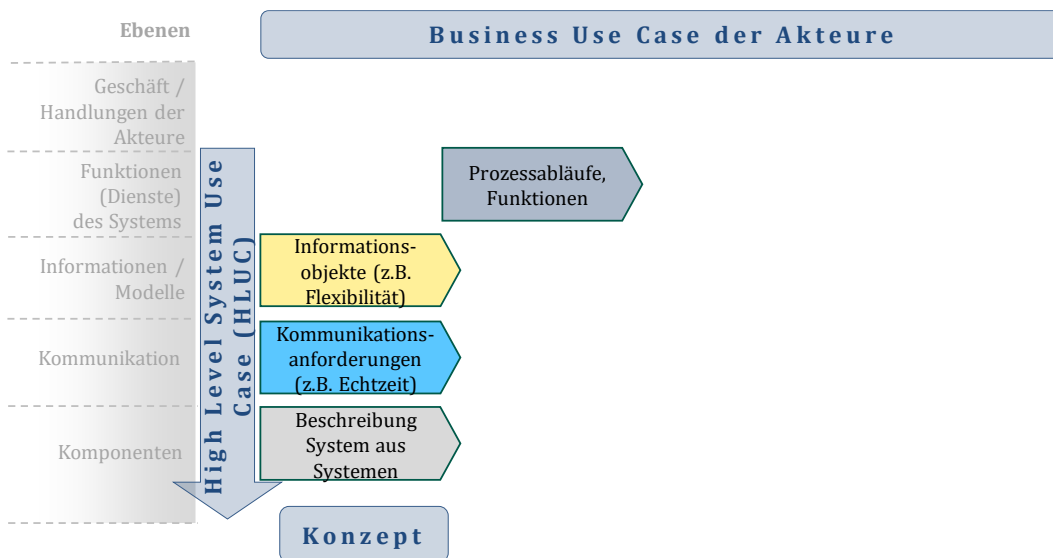 Ebenen
Business Use Case der Akteure
Geschäft /
Handlungen der
Akteure
Funktionen
(Dienste)
des Systems
Prozessabläufe,
Funktionen
High Level System Use
Case (HLUC)
Informationen /
Modelle
Informations-
objekte (z.B.
Flexibilität)
Kommunikation
Kommunikations-
anforderungen
(z.B. Echtzeit)
Komponenten
Beschreibung
System aus
Systemen
Konzept